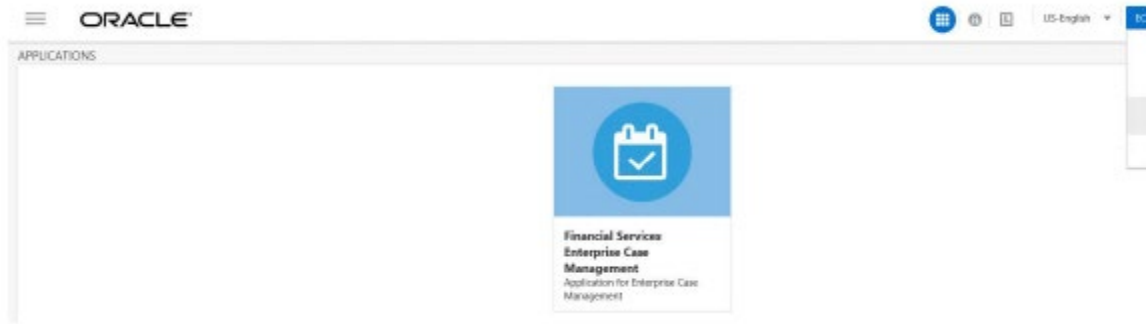 ORACLE
US-English
APPLICATIONS
Financial Services
Enterprise Case
Management
Application for Enterprise Case
Management